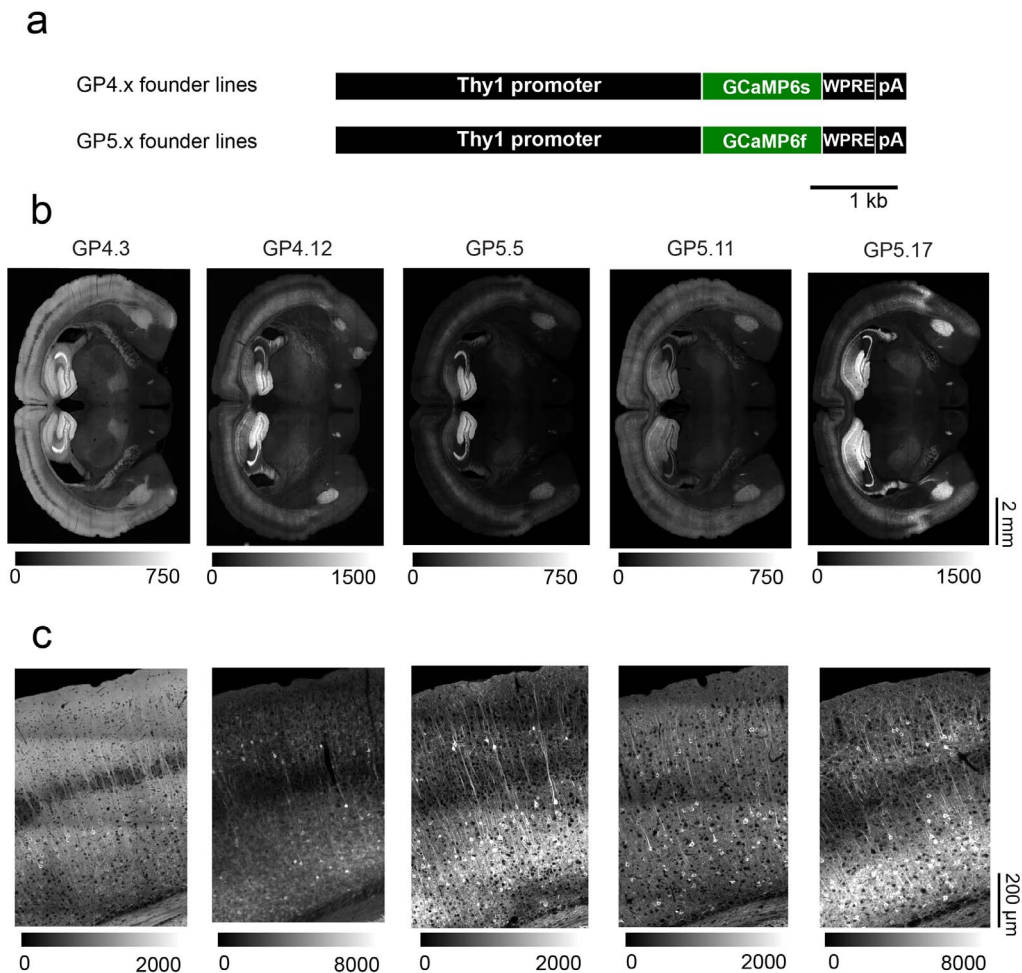 a
GP4.x founder lines
Thy1 promoter GCaMP6s WPRE pA
GP5.x founder lines
Thy1 promoter GCaMP6f WPRE pA
1 kb
b
GP4.3 GP4.12 GP5.5 GP5.11 GP5.17
2 mm
0 750 0 1500 0 750 0 750 0 1500
c
200 µm
0 2000 0 8000 0 2000 0 2000 0 8000